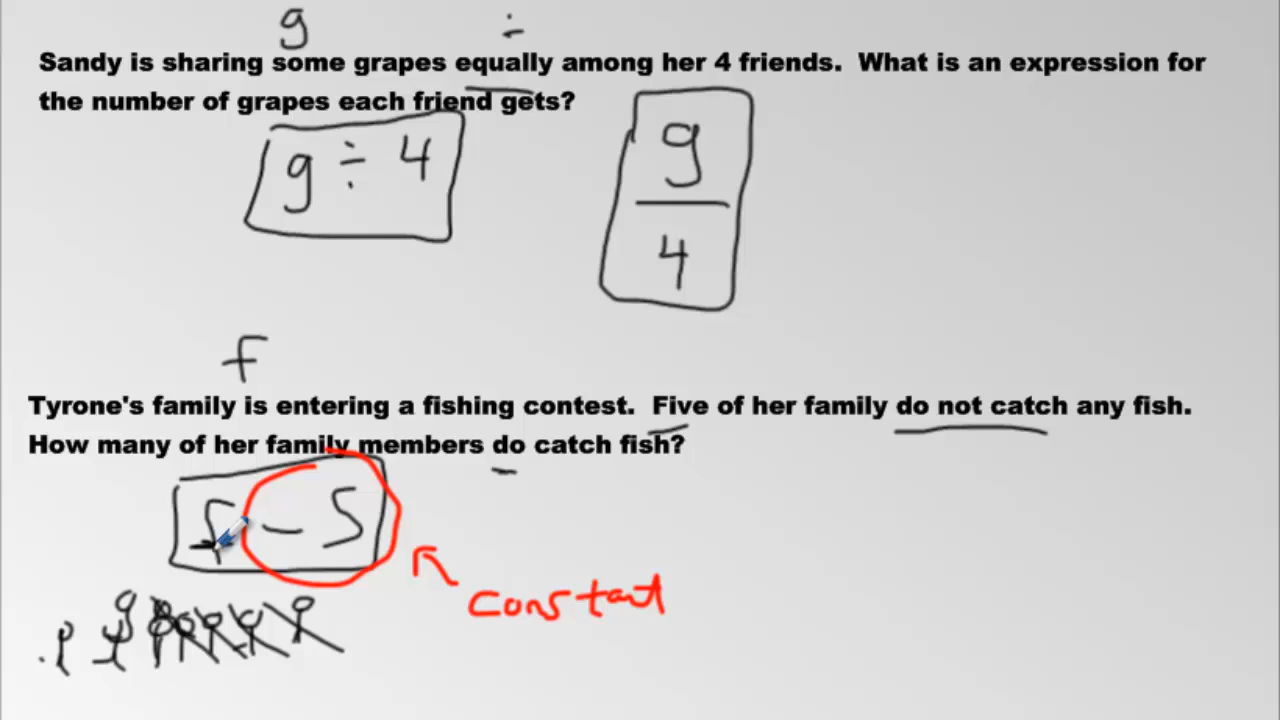 g ÷
Sandy is sharing some grapes equally among her 4 friends. What is an expression for
the number of grapes each friend gets?
g ÷ 4
g
4
f
Tyrone's family is entering a fishing contest. Five of her family do not catch any fish.
How many of her family members do catch fish?
f - 5
constant